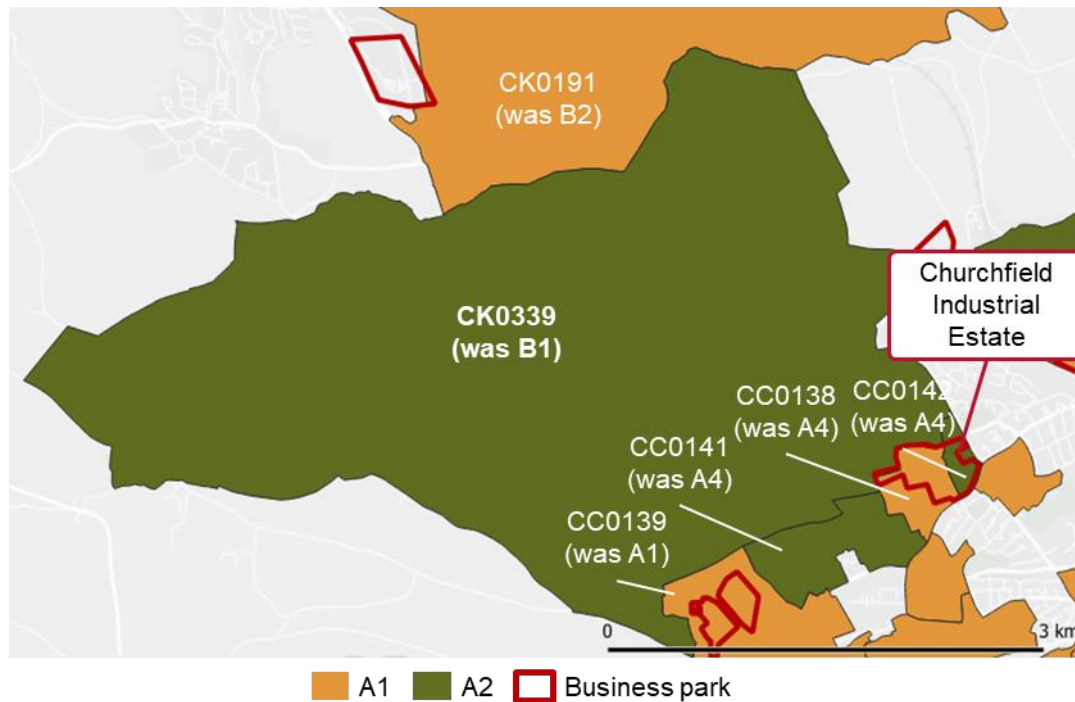 CK0191
(was B2)
Churchfield
Industrial
Estate
CK0339
(was B1)
CC0138
(was A4)
CC0142
(was A4)
CC0141
(was A4)
CC0139
(was A1)
0
3 km
A1
A2
Business park